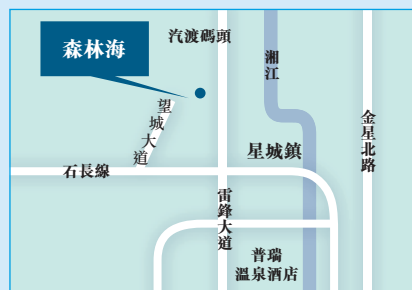 森林海
汽渡碼頭
湘江
望城大道
金星北路
星城鎮
石長線
雷鋒大道
普瑞
溫泉酒店